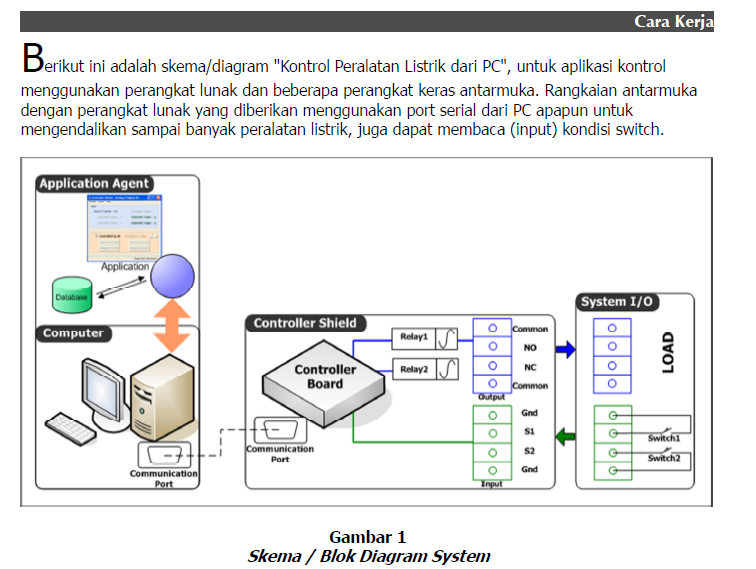 Cara Kerja
Berikut ini adalah skema/diagram "Kontrol Peralatan Listrik dari PC", untuk aplikasi kontrol
menggunakan perangkat lunak dan beberapa perangkat keras antarmuka. Rangkaian antarmuka
dengan perangkat lunak yang diberikan menggunakan port serial dari PC apapun untuk
mengendalikan sampai banyak peralatan listrik, juga dapat membaca (input) kondisi switch.
Application Agent
Application
Database
Computer
Communication
Port
Controller Shield
Controller
Board
Communication
Port
Relay1
Relay2
Common
NO
NC
Common
Output
Gnd
S1
S2
Gnd
Input
System I/O
LOAD
Switch1
Switch2
Gambar 1
Skema / Blok Diagram System